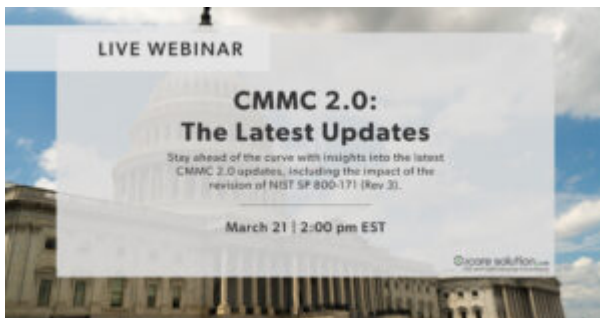 LIVE WEBINAR
CMMC 2.0:
The Latest Updates
Stay ahead of the curve with insights into the latest
CMMC 2.0 updates, including the impact of the
revision of NIST SP 800-171 (Rev 3).
March 21 | 2:00 pm EST
core solution